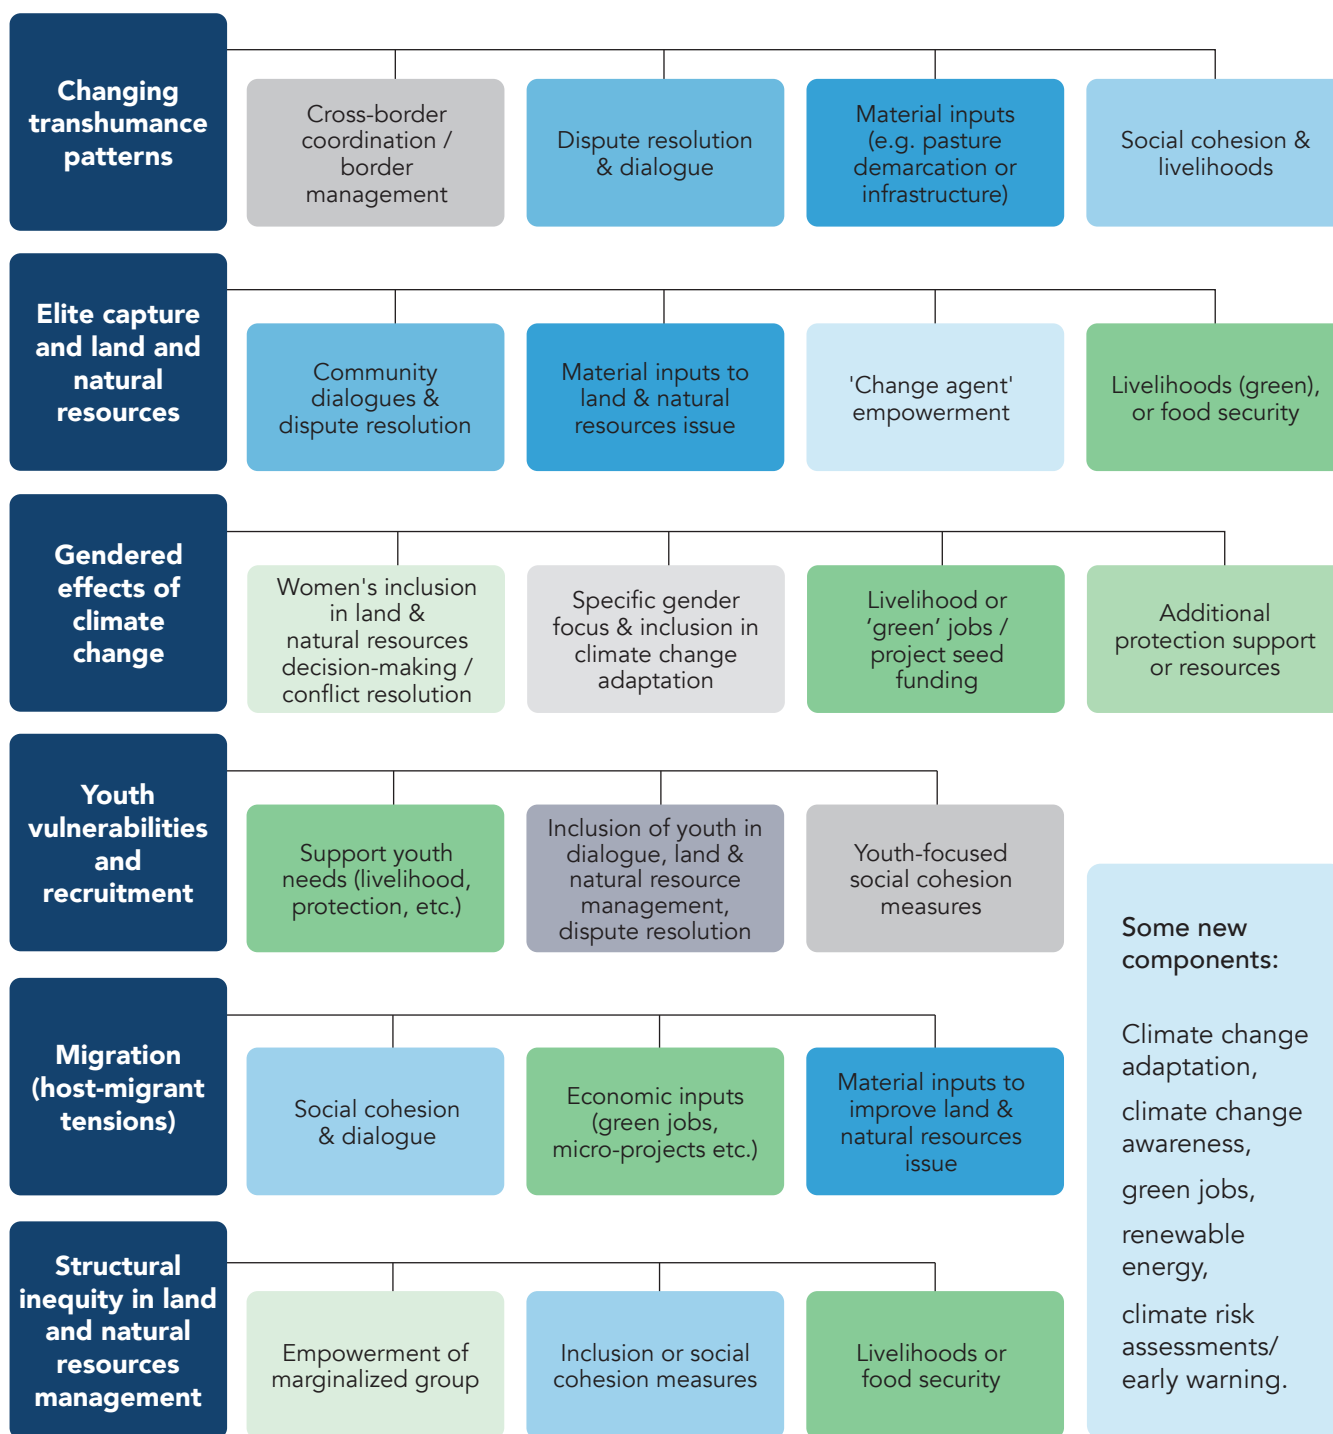 Changing
transhumance
patterns
Cross-border
coordination /
border
management
Dispute resolution
& dialogue
Material inputs
(e.g. pasture
demarcation or
infrastructure)
Social cohesion &
livelihoods
Elite capture
and land and
natural
resources
Community
dialogues &
dispute resolution
Material inputs to
land & natural
resources issue
'Change agent'
empowerment
Livelihoods (green),
or food security
Gendered
effects of
climate
change
Women's inclusion
in land &
natural resources
decision-making /
conflict resolution
Specific gender
focus & inclusion in
climate change
adaptation
Livelihood or
‘green’ jobs /
project seed
funding
Additional
protection support
or resources
Youth
vulnerabilities
and
recruitment
Support youth
needs (livelihood,
protection, etc.)
Inclusion of youth in
dialogue, land &
natural resource
management,
dispute resolution
Youth-focused
social cohesion
measures
Migration
(host-migrant
tensions)
Social cohesion
& dialogue
Economic inputs
(green jobs,
micro-projects etc.)
Material inputs to
improve land &
natural resources
issue
Structural
inequity in land
and natural
resources
management
Empowerment of
marginalized group
Inclusion or social
cohesion measures
Livelihoods or
food security
Some new
components:
Climate change
adaptation,
climate change
awareness,
green jobs,
renewable
energy,
climate risk
assessments/
early warning.